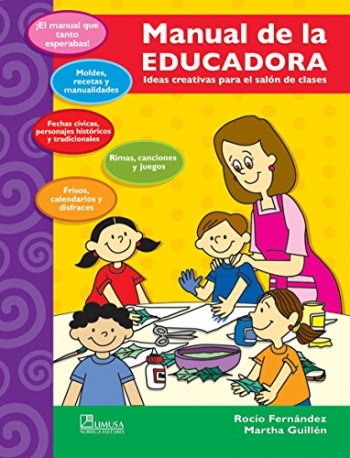 ¡El manual que
tanto
esperabas!
Manual de la
EDUCADORA
Ideas creativas para el salón de clases
Moldes,
recetas y
manualidades
Fechas cívicas,
personajes históricos
y tradicionales
Rimas, canciones
y juegos
Frisos,
calendarios y
disfraces
Rocío Fernández
Martha Guillén
LIMUSA
NORIEGA EDITORES